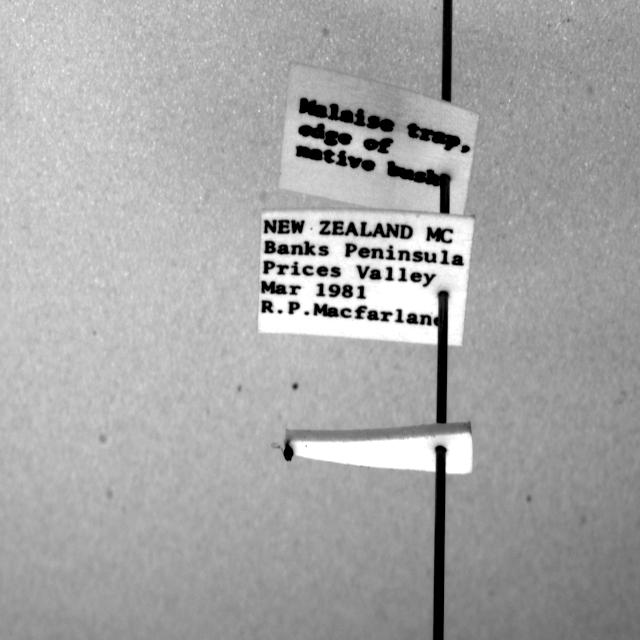 Malaise trap,
edge of
native bush
NEW ZEALAND MC
Banks Peninsula
Prices Valley
Mar 1981
R.P.Macfarlane